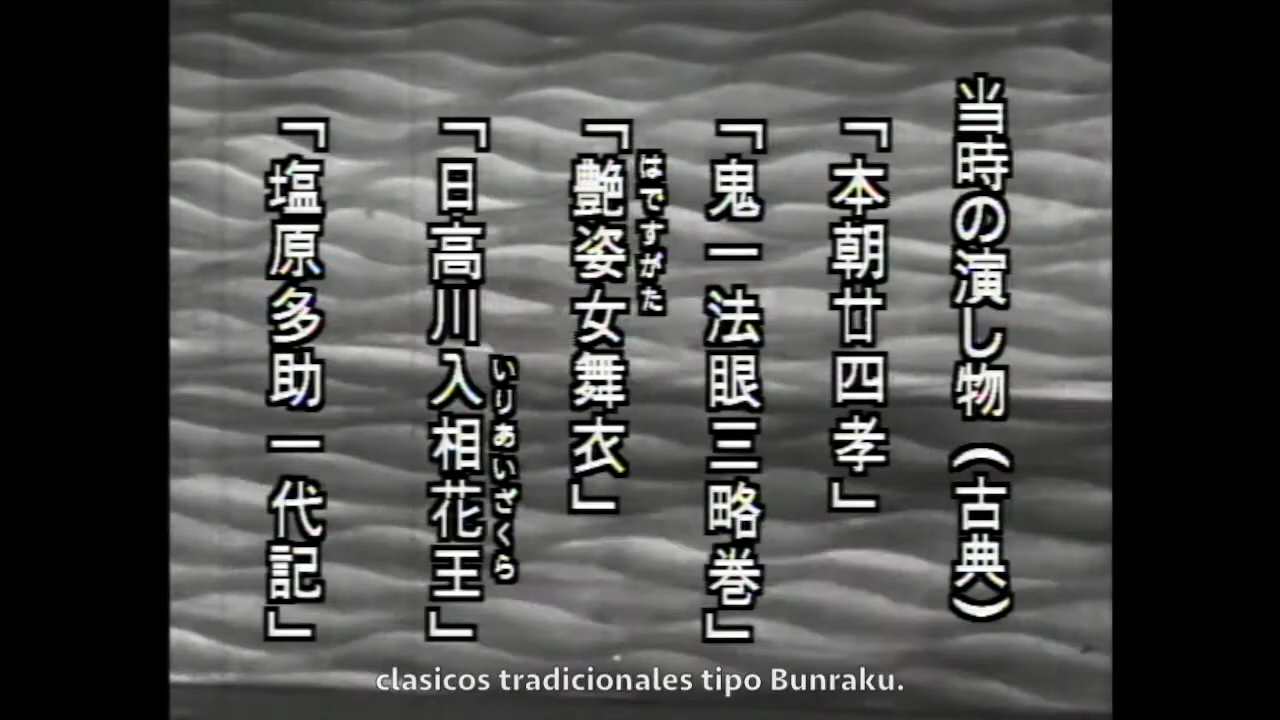 当時の演し物（古典）
「本朝廿四孝」
「鬼一法眼三略巻」
はですがた
「艶姿女舞衣」
いりあいざくら
「日高川入相花王」
「塩原多助一代記」
clasicos tradicionales tipo Bunraku.